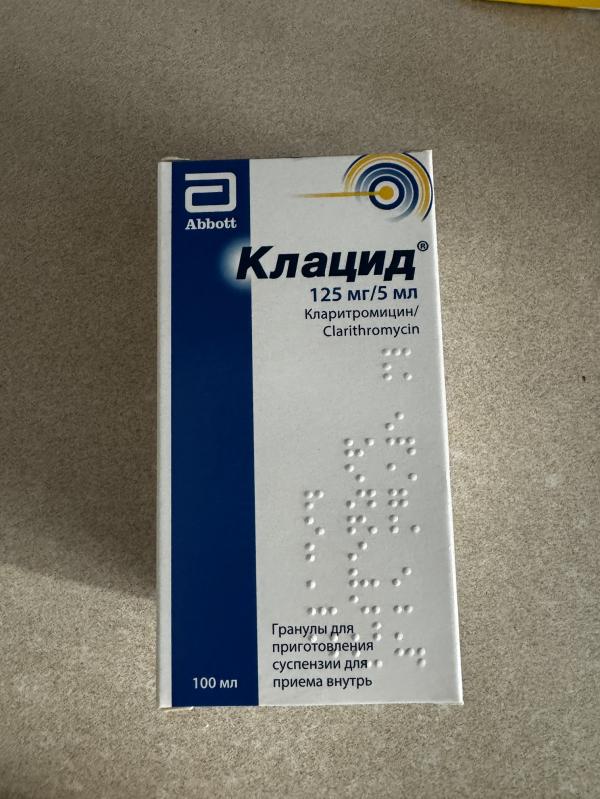 Abbott
Клацид®
125 мг/5 мл
Кларитромицин/
Clarithromycin
Гранулы для
приготовления
суспензии для
приема внутрь
100 мл